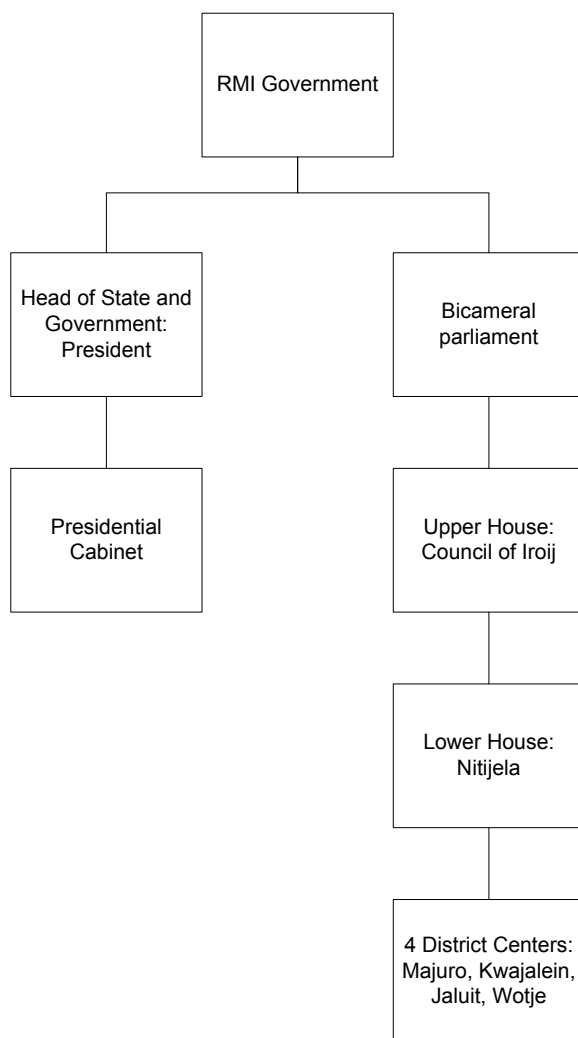 RMI Government
Head of State and
Government:
President
Bicameral
parliament
Presidential
Cabinet
Upper House:
Council of Iroij
Lower House:
Nitijela
4 District Centers:
Majuro, Kwajalein,
Jaluit, Wotje